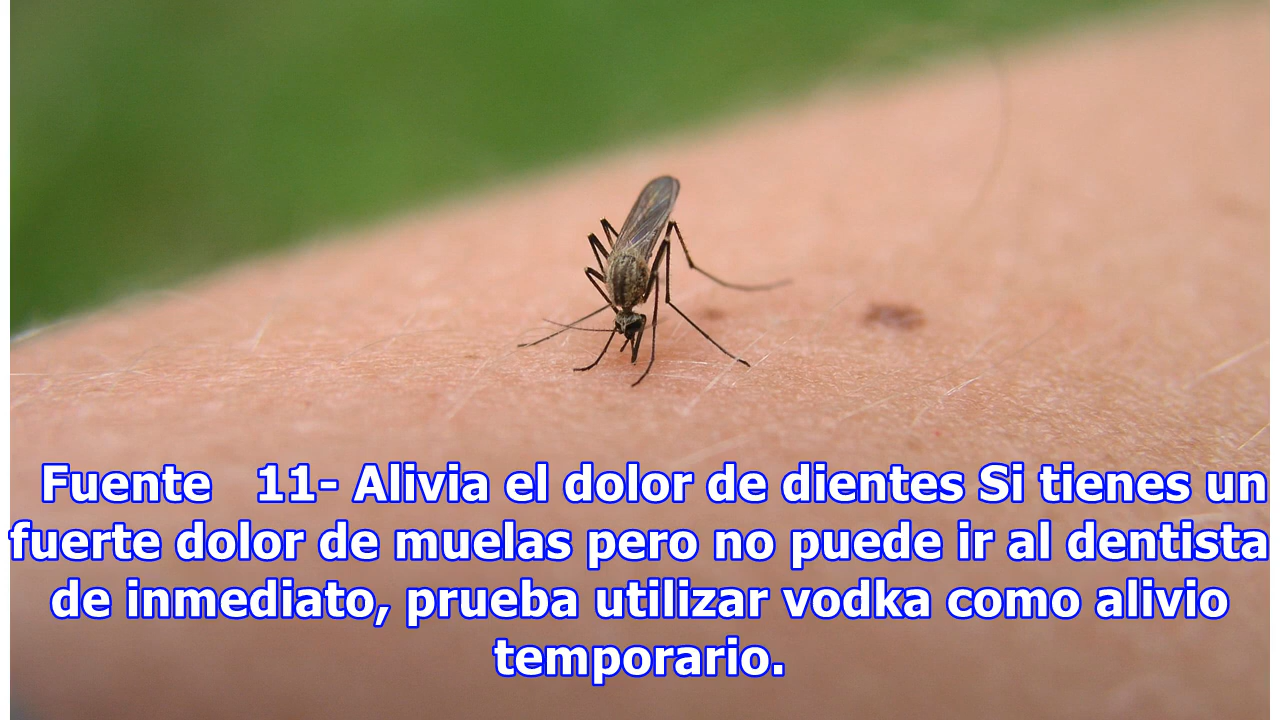 Fuente 11- Alivia el dolor de dientes Si tienes un
fuerte dolor de muelas pero no puede ir al dentista
de inmediato, prueba utilizar vodka como alivio
temporario.